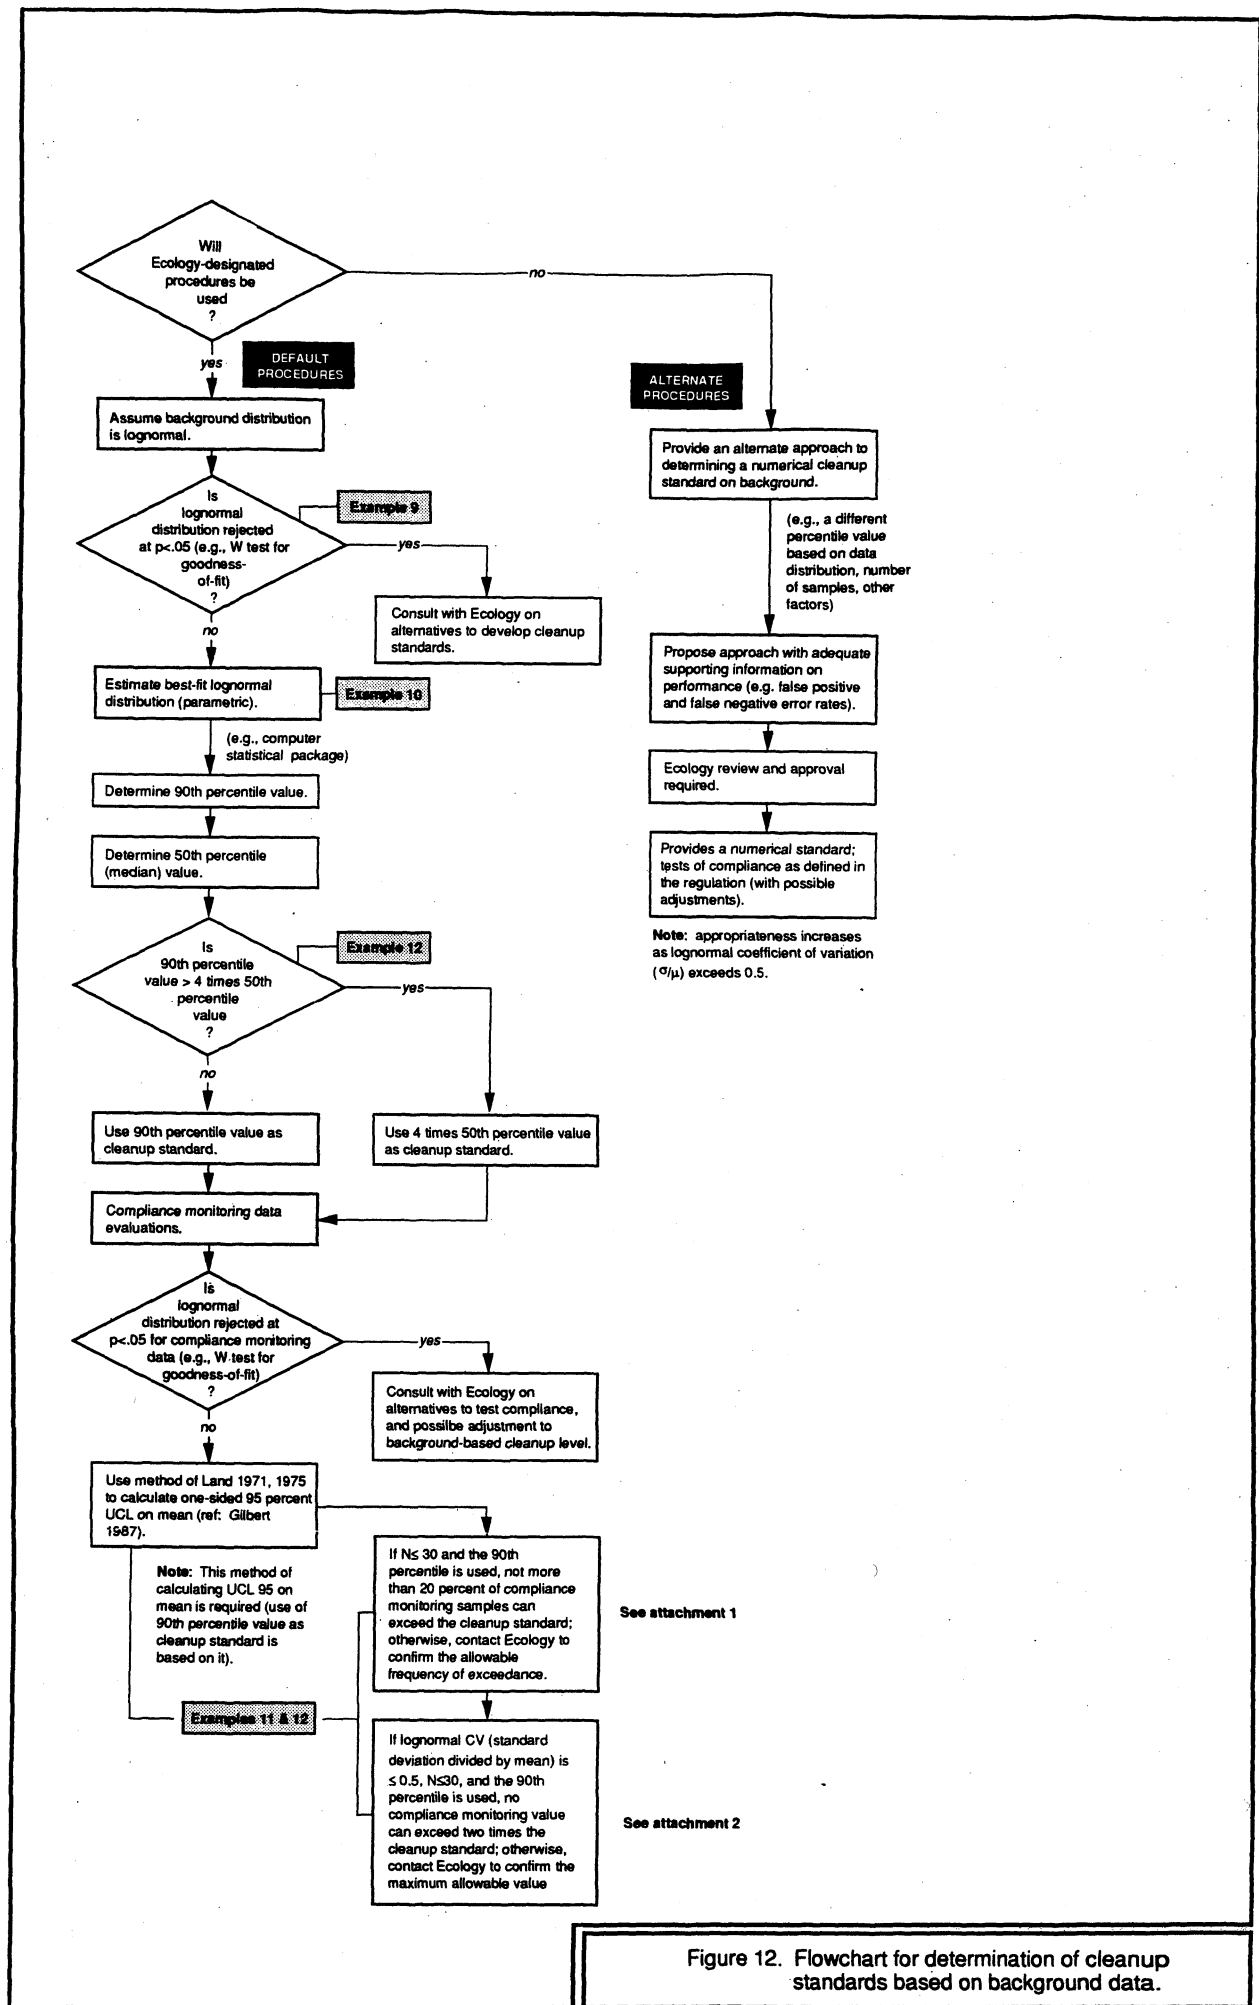 Will
Ecology-designated
procedures be
used
?
no
yes
DEFAULT
PROCEDURES
ALTERNATE
PROCEDURES
Assume background distribution
is lognormal.
Provide an alternate approach to
determining a numerical cleanup
standard on background.
Is
lognormal
distribution rejected
at p<.05 (e.g., W test for
goodness-
of-fit)
?
Example 9
yes
(e.g., a different
percentile value
based on data
distribution, number
of samples, other
factors)
Consult with Ecology on
alternatives to develop cleanup
standards.
no
Propose approach with adequate
supporting information on
performance (e.g. false positive
and false negative error rates).
Estimate best-fit lognormal
distribution (parametric).
Example 10
(e.g., computer
statistical package)
Ecology review and approval
required.
Determine 90th percentile value.
Determine 50th percentile
(median) value.
Provides a numerical standard;
tests of compliance as defined in
the regulation (with possible
adjustments).
Note: appropriateness increases
as lognormal coefficient of variation
(σ/μ) exceeds 0.5.
Is
90th percentile
value > 4 times 50th
percentile
value
?
Example 12
yes
no
Use 90th percentile value as
cleanup standard.
Use 4 times 50th percentile value
as cleanup standard.
Compliance monitoring data
evaluations.
Is
lognormal
distribution rejected at
p<.05 for compliance monitoring
data (e.g., W test for
goodness-of-fit)
?
yes
Consult with Ecology on
alternatives to test compliance,
and possilbe adjustment to
background-based cleanup level.
no
Use method of Land 1971, 1975
to calculate one-sided 95 percent
UCL on mean (ref: Gilbert
1987).
Note: This method of
calculating UCL 95 on
mean is required (use of
90th percentile value as
cleanup standard is
based on it).
If N≤ 30 and the 90th
percentile is used, not more
than 20 percent of compliance
monitoring samples can
exceed the cleanup standard;
otherwise, contact Ecology to
confirm the allowable
frequency of exceedance.
See attachment 1
Examples 11 & 12
If lognormal CV (standard
deviation divided by mean) is
≤ 0.5, N≤30, and the 90th
percentile is used, no
compliance monitoring value
can exceed two times the
cleanup standard; otherwise,
contact Ecology to confirm the
maximum allowable value
See attachment 2
Figure 12. Flowchart for determination of cleanup
standards based on background data.